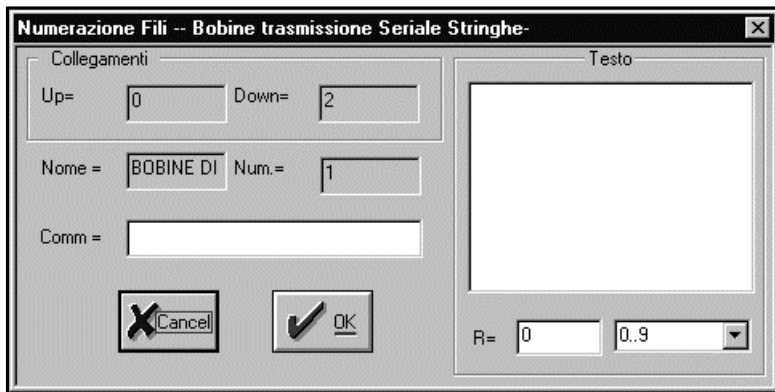 Numerazione Fili -- Bobine trasmissione Seriale Stringhe-
Collegamenti
Up= 0 Down= 2
Nome = BOBINE DI Num.= 1
Comm =
Cancel OK
Testo
R= 0 0..9